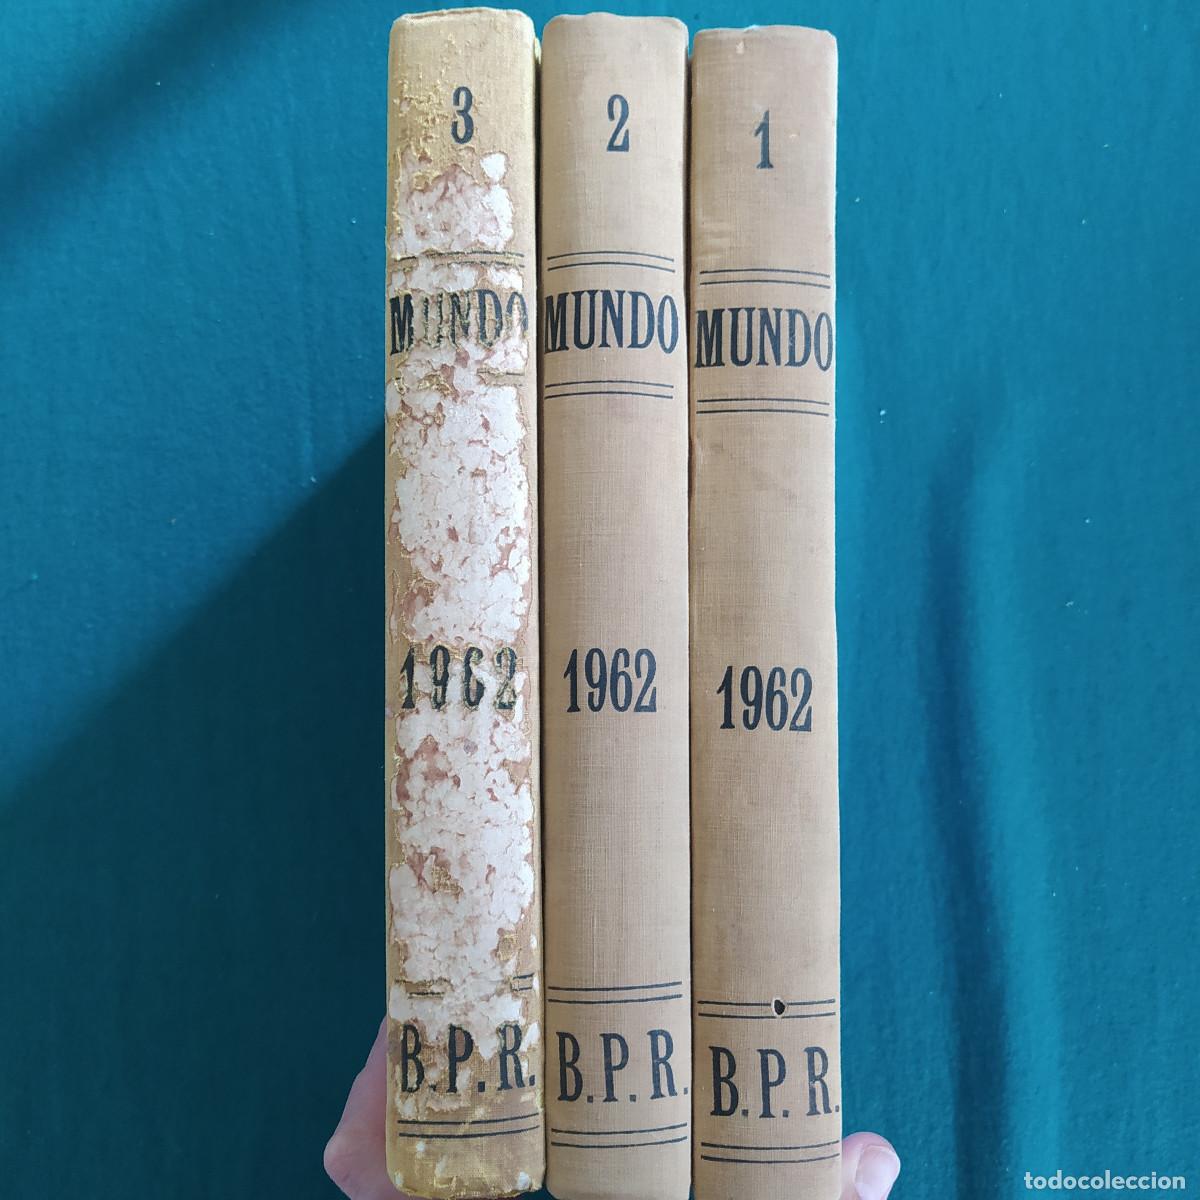 3
MUNDO
1962
B.P.R.
2
MUNDO
1962
B.P.R.
1
MUNDO
1962
B.P.R.
todocoleccion